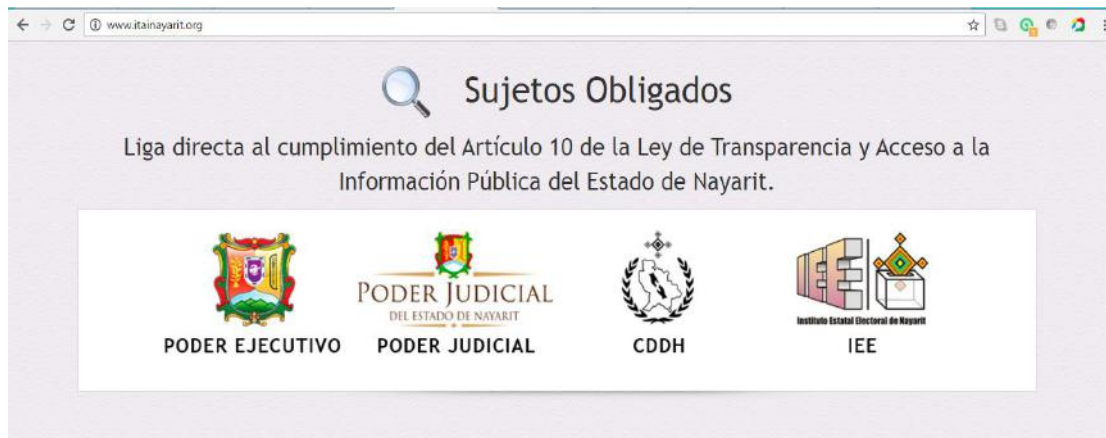 www.itainayarit.org
Sujetos Obligados
Liga directa al cumplimiento del Artículo 10 de la Ley de Transparencia y Acceso a la
Información Pública del Estado de Nayarit.
PODER JUDICIAL
DEL ESTADO DE NAYARIT
IEE
Instituto Estatal Electoral de Nayarit
PODER EJECUTIVO PODER JUDICIAL CDDH IEE